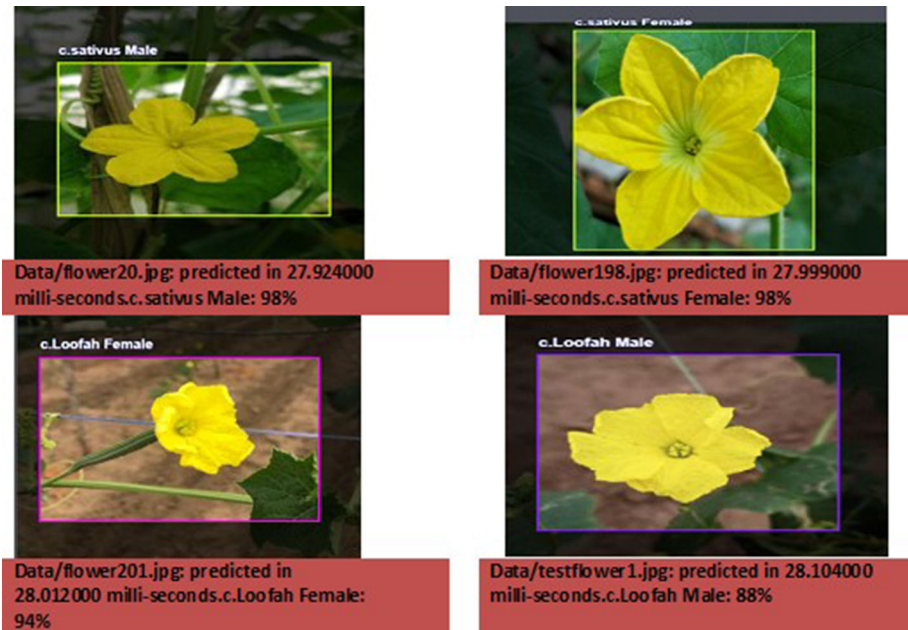 c.sativus Male
c.sativus Female
Data/flower20.jpg: predicted in 27.924000
milli-seconds.c.sativus Male: 98%
Data/flower198.jpg: predicted in 27.999000
milli-seconds.c.sativus Female: 98%
c.Loofah Female
c.Loofah Male
Data/flower201.jpg: predicted in
28.012000 milli-seconds.c.Loofah Female:
94%
Data/testflower1.jpg: predicted in 28.104000
milli-seconds.c.Loofah Male: 88%